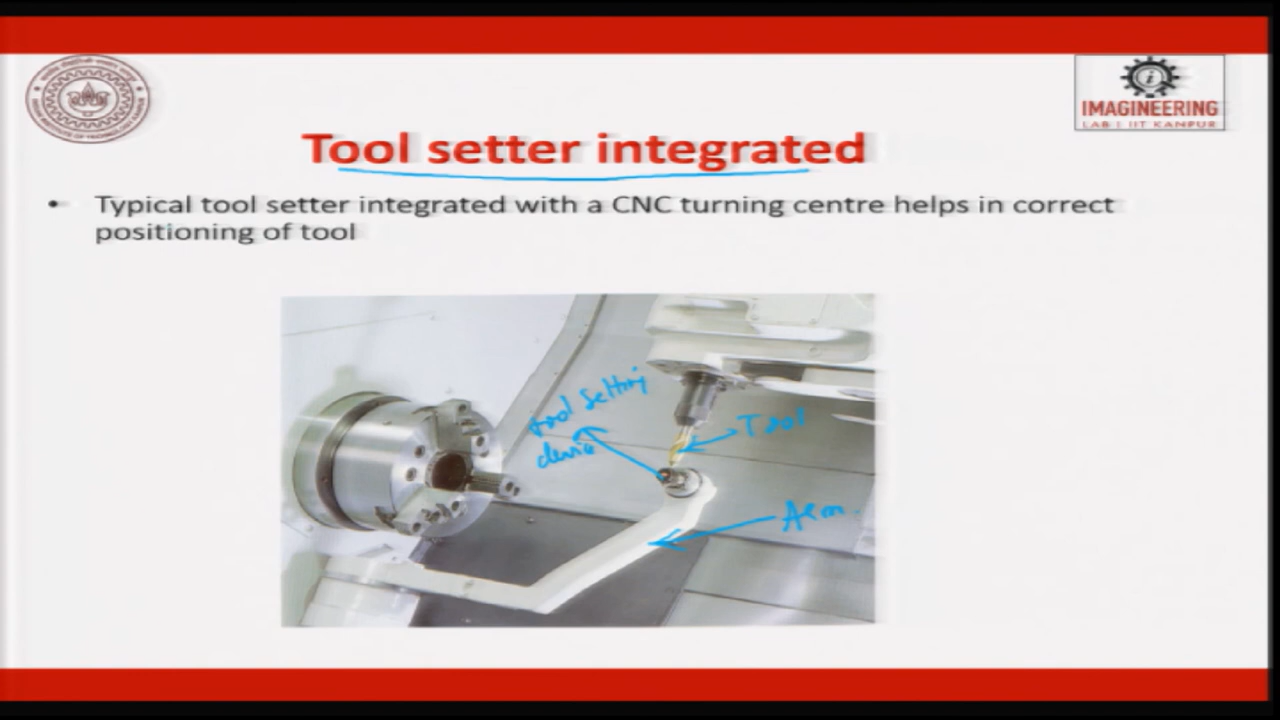 IMAGINEERING
LAB | IIT KANPUR
Tool setter integrated
• Typical tool setter integrated with a CNC turning centre helps in correct
positioning of tool
tool setting
device
Tool
Arm